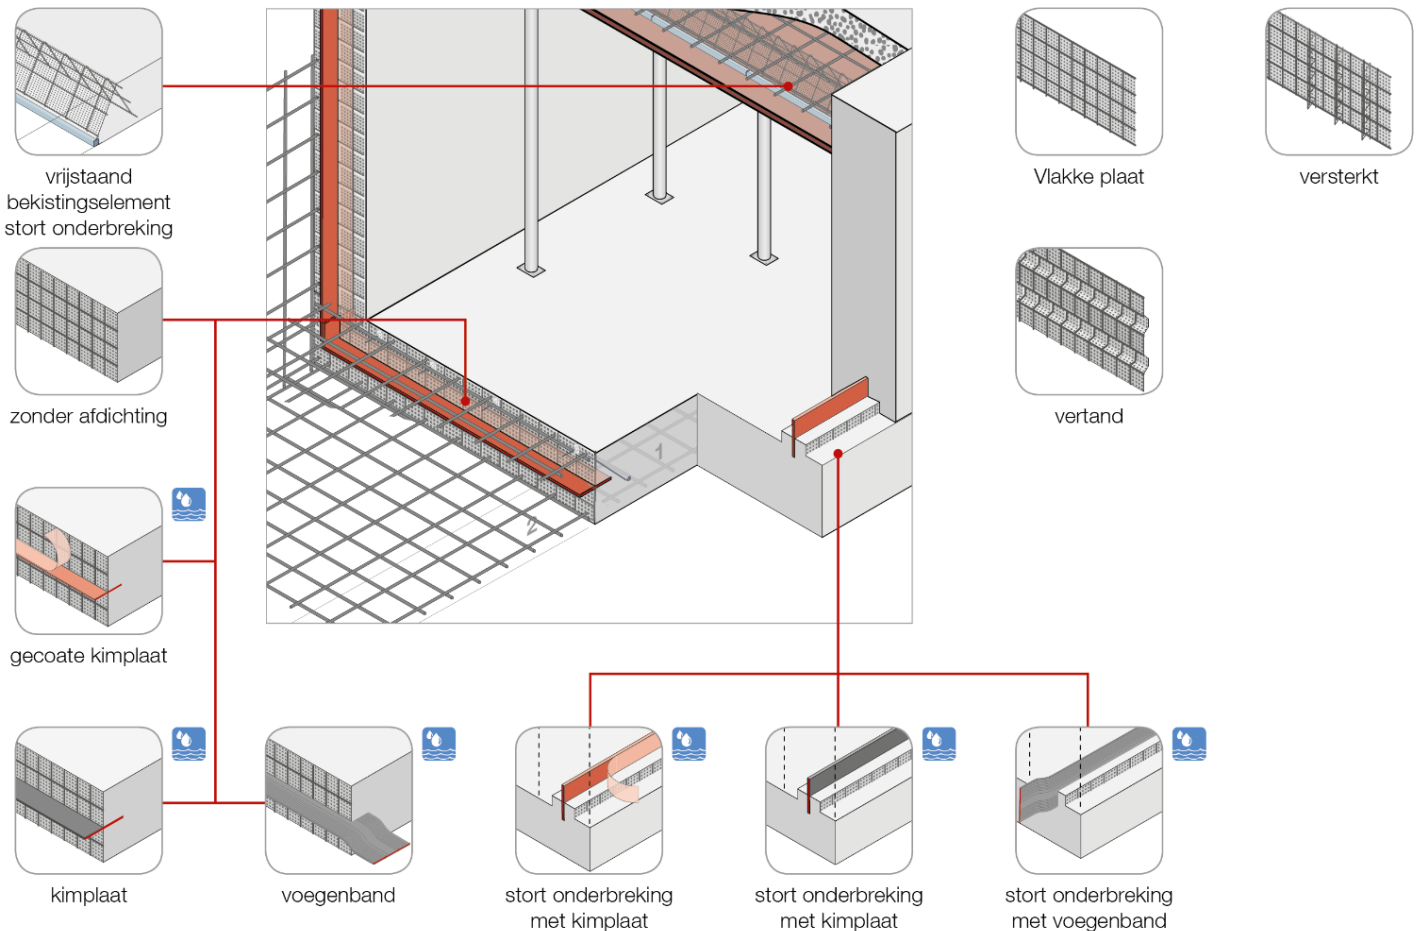 vrijstaand
bekistingselement
stort onderbreking
Vlakke plaat
versterkt
zonder afdichting
vertand
1
2
gecoate kimplaat
kimplaat
voegenband
stort onderbreking
met kimplaat
stort onderbreking
met kimplaat
stort onderbreking
met voegenband